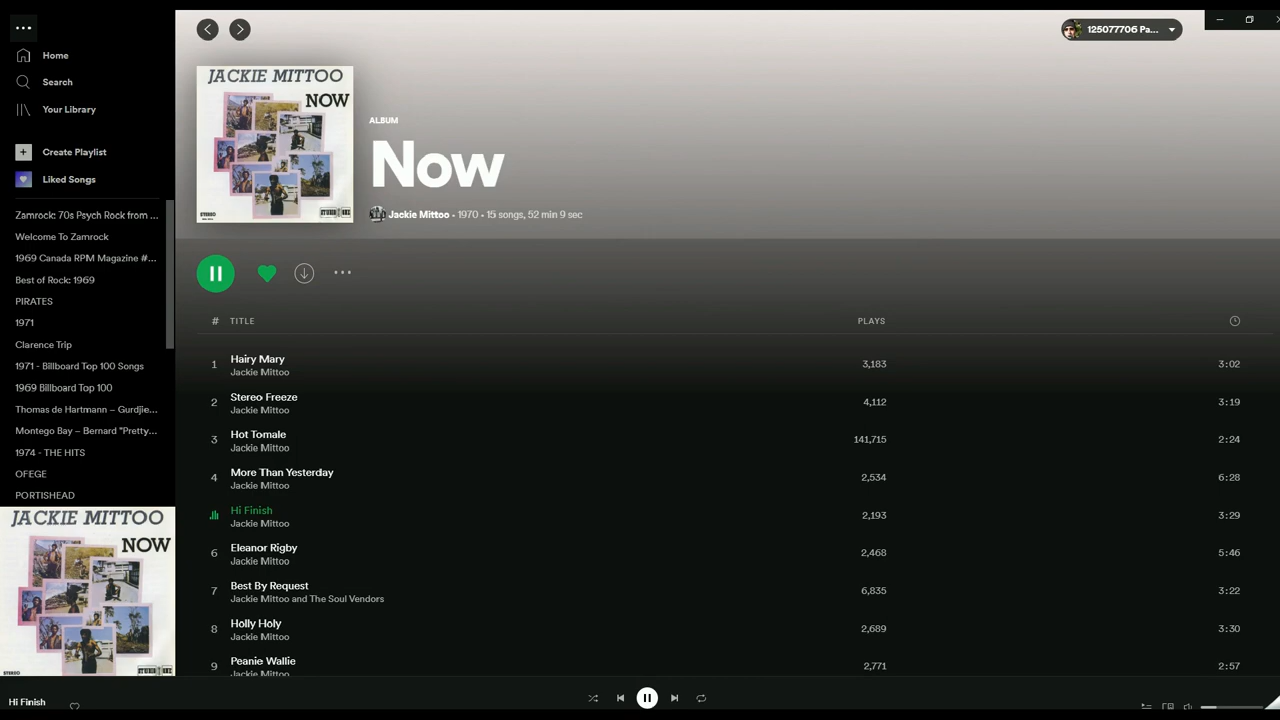 Home
Search
Your Library
Create Playlist
Liked Songs
Zamrock: 70s Psych Rock from ...
Welcome To Zamrock
1969 Canada RPM Magazine #...
Best of Rock: 1969
PIRATES
1971
Clarence Trip
1971 - Billboard Top 100 Songs
1969 Billboard Top 100
Thomas de Hartmann – Gurdjie...
Montego Bay – Bernard "Pretty...
1974 - THE HITS
OFEGE
PORTISHEAD
JACKIE MITTOO
NOW
STEREO
Hi Finish
125077706 Pa...
JACKIE MITTOO
NOW
STEREO
ALBUM
Now
Jackie Mittoo • 1970 • 15 songs, 52 min 9 sec
# TITLE PLAYS
1 Hairy Mary 3,183 3:02
Jackie Mittoo
2 Stereo Freeze 4,112 3:19
Jackie Mittoo
3 Hot Tomale 141,715 2:24
Jackie Mittoo
4 More Than Yesterday 2,534 6:28
Jackie Mittoo
Hi Finish 2,193 3:29
Jackie Mittoo
6 Eleanor Rigby 2,468 5:46
Jackie Mittoo
7 Best By Request 6,835 3:22
Jackie Mittoo and The Soul Vendors
8 Holly Holy 2,689 3:30
Jackie Mittoo
9 Peanie Wallie 2,771 2:57
Jackie Mittoo